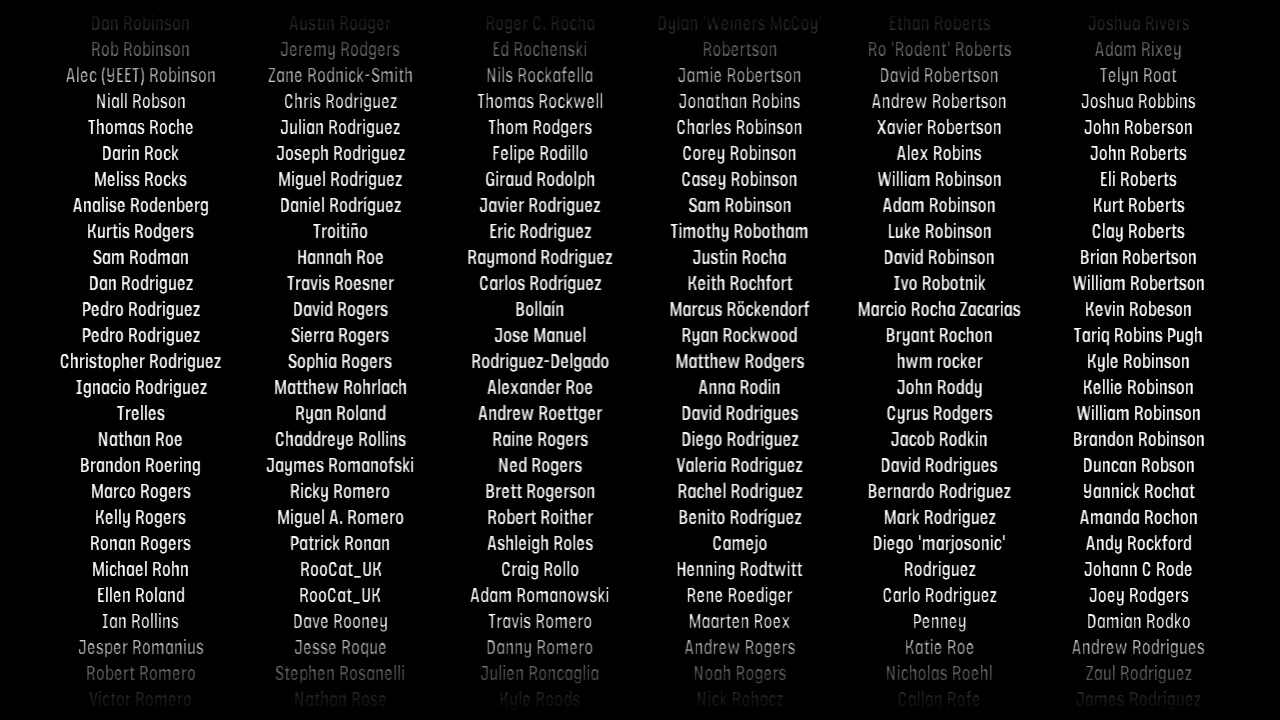 Dan Robinson
Rob Robinson
Alec (YEET) Robinson
Niall Robson
Thomas Roche
Darin Rock
Meliss Rocks
Analise Rodenberg
Kurtis Rodgers
Sam Rodman
Dan Rodriguez
Pedro Rodriguez
Pedro Rodriguez
Christopher Rodriguez
Ignacio Rodriguez
Trelles
Nathan Roe
Brandon Roering
Marco Rogers
Kelly Rogers
Ronan Rogers
Michael Rohn
Ellen Roland
Ian Rollins
Jesper Romanius
Robert Romero
Victor Romero
Austin Rodger
Jeremy Rodgers
Zane Rodnick-Smith
Chris Rodriguez
Julian Rodriguez
Joseph Rodriguez
Miguel Rodriguez
Daniel Rodríguez
Troitiño
Hannah Roe
Travis Roesner
David Rogers
Sierra Rogers
Sophia Rogers
Matthew Rohrlach
Ryan Roland
Chaddreye Rollins
Jaymes Romanofski
Ricky Romero
Miguel A. Romero
Patrick Ronan
RooCat_UK
RooCat_UK
Dave Rooney
Jesse Roque
Stephen Rosanelli
Nathan Rose
Roger C. Rocha
Ed Rochenski
Nils Rockafella
Thomas Rockwell
Thom Rodgers
Felipe Rodillo
Giraud Rodolph
Javier Rodriguez
Eric Rodriguez
Raymond Rodriguez
Carlos Rodríguez
Bollaín
Jose Manuel
Rodriguez-Delgado
Alexander Roe
Andrew Roettger
Raine Rogers
Ned Rogers
Brett Rogerson
Robert Roither
Ashleigh Roles
Craig Rollo
Adam Romanowski
Travis Romero
Danny Romero
Julien Roncaglia
Kyle Roods
Dylan 'Weiners McCoy'
Robertson
Jamie Robertson
Jonathan Robins
Charles Robinson
Corey Robinson
Casey Robinson
Sam Robinson
Timothy Robotham
Justin Rocha
Keith Rochfort
Marcus Röckendorf
Ryan Rockwood
Matthew Rodgers
Anna Rodin
David Rodrigues
Diego Rodriguez
Valeria Rodriguez
Rachel Rodriguez
Benito Rodríguez
Camejo
Henning Rodtwitt
Rene Roediger
Maarten Roex
Andrew Rogers
Noah Rogers
Nick Rohacz
Ethan Roberts
Ro 'Rodent' Roberts
David Robertson
Andrew Robertson
Xavier Robertson
Alex Robins
William Robinson
Adam Robinson
Luke Robinson
David Robinson
Ivo Robotnik
Marcio Rocha Zacarias
Bryant Rochon
hwm rocker
John Roddy
Cyrus Rodgers
Jacob Rodkin
David Rodrigues
Bernardo Rodriguez
Mark Rodriguez
Diego 'marjosonic'
Rodriguez
Carlo Rodriguez
Penney
Katie Roe
Nicholas Roehl
Callan Rofe
Joshua Rivers
Adam Rixey
Telyn Roat
Joshua Robbins
John Roberson
John Roberts
Eli Roberts
Kurt Roberts
Clay Roberts
Brian Robertson
William Robertson
Kevin Robeson
Tariq Robins Pugh
Kyle Robinson
Kellie Robinson
William Robinson
Brandon Robinson
Duncan Robson
Yannick Rochat
Amanda Rochon
Andy Rockford
Johann C Rode
Joey Rodgers
Damian Rodko
Andrew Rodrigues
Zaul Rodriguez
James Rodriguez